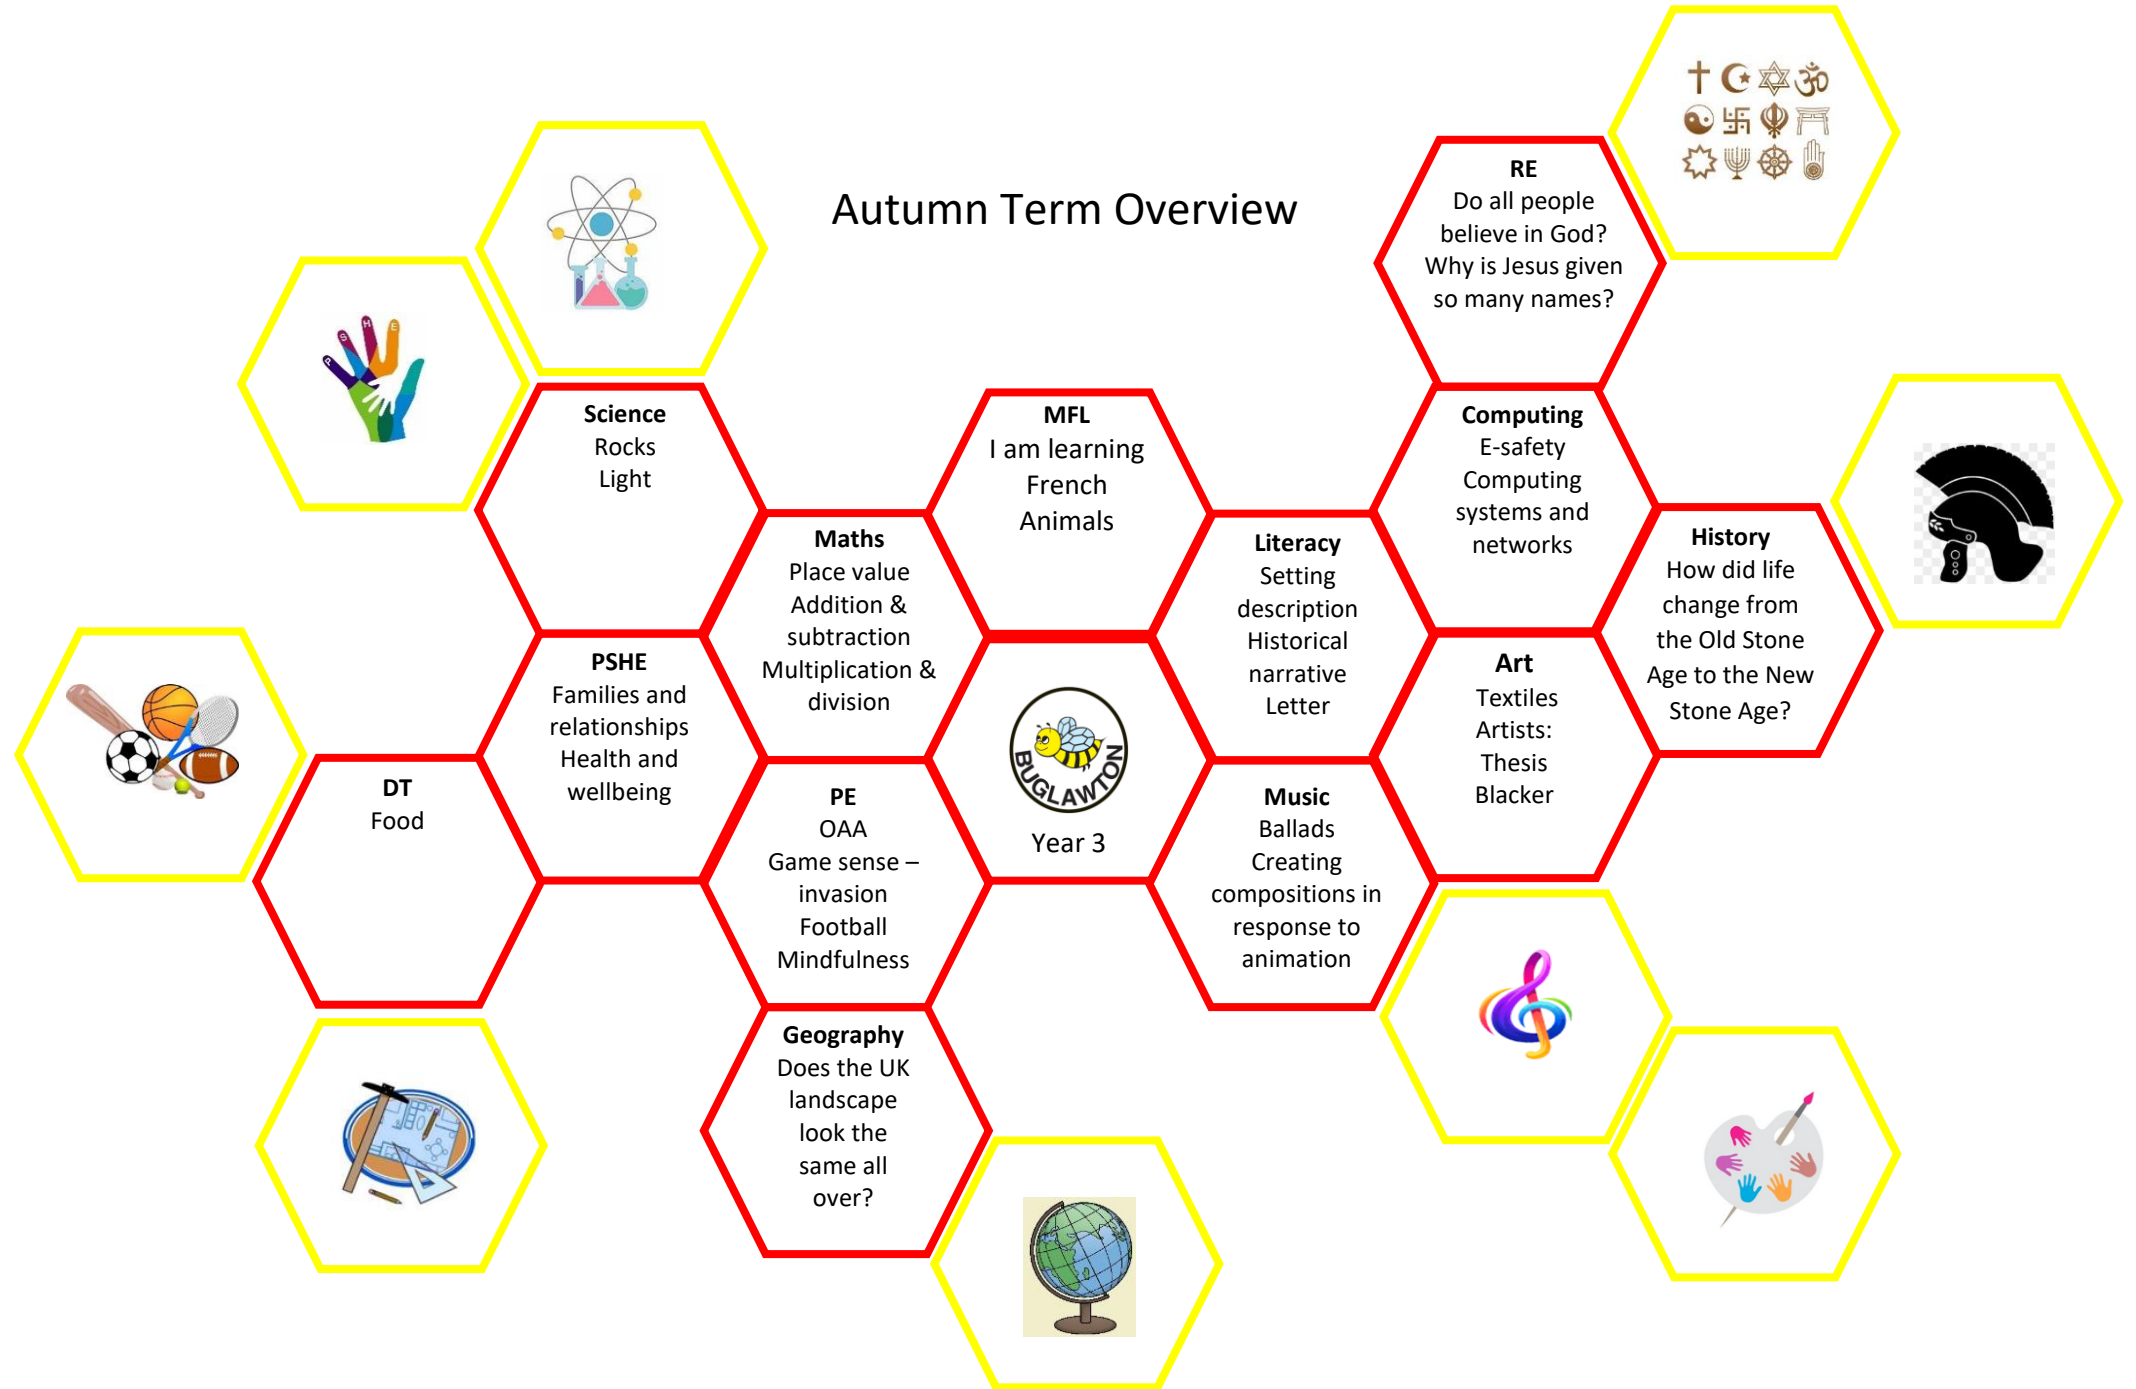 Autumn Term Overview
RE
Do all people
believe in God?
Why is Jesus given
so many names?
P
S
H
E
Science
Rocks
Light
MFL
I am learning
French
Animals
Computing
E-safety
Computing
systems and
networks
Maths
Place value
Addition &
subtraction
Multiplication &
division
Literacy
Setting
description
Historical
narrative
Letter
History
How did life
change from
the Old Stone
Age to the New
Stone Age?
PSHE
Families and
relationships
Health and
wellbeing
BUGLAWTON
Year 3
Art
Textiles
Artists:
Thesis
Blacker
DT
Food
PE
OAA
Game sense –
invasion
Football
Mindfulness
Music
Ballads
Creating
compositions in
response to
animation
Geography
Does the UK
landscape
look the
same all
over?